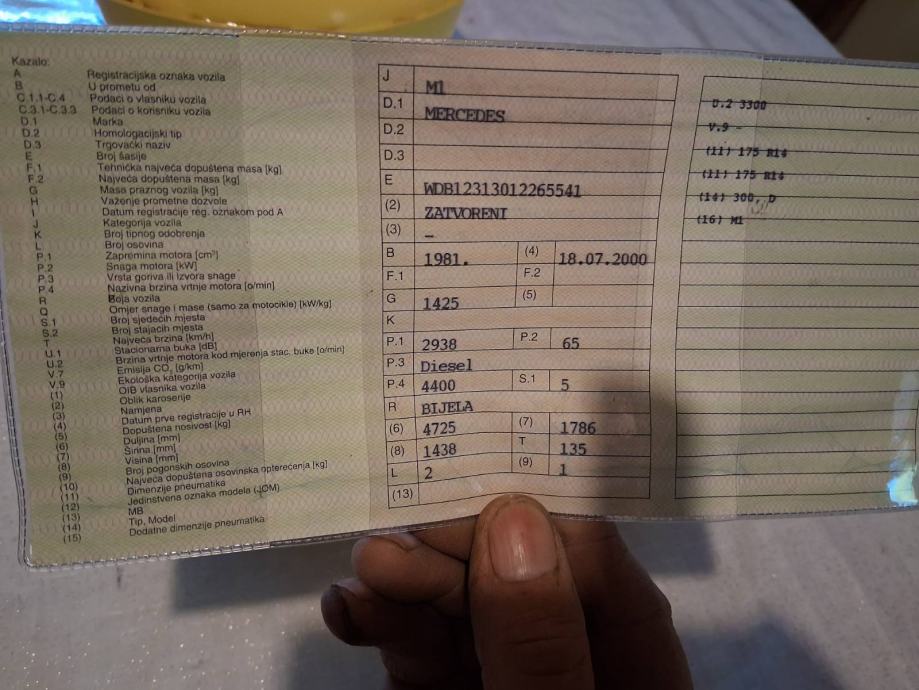 Kazalo:
A Registracijska oznaka vozila
B U prometu od
C.1.1-C.4 Podaci o vlasniku vozila
C.3.1-C.3.3 Podaci o korisniku vozila
D.1 Marka
D.2 Homologacijski tip
D.3 Trgovački naziv
E Broj šasije
F.1 Tehnička najveća dopuštena masa [kg]
F.2 Najveća dopuštena masa [kg]
G Masa praznog vozila [kg]
H Važenje prometne dozvole
I Datum registracije reg. oznakom pod A
J Kategorija vozila
K Broj tipnog odobrenja
L Broj osovina
P.1 Zapremina motora [cm³]
P.2 Snaga motora [kW]
P.3 Vrsta goriva ili izvora snage
P.4 Nazivna brzina vrtnje motora [o/min]
R Boja vozila
Q Omjer snage i mase (samo za motocikle) [kW/kg]
S.1 Broj sjedećih mjesta
S.2 Broj stajaćih mjesta
T Najveća brzina [km/h]
U.1 Stacionarna buka [dB]
U.2 Brzina vrtnje motora kod mjerenja stac. buke [o/min]
V.7 Emisija CO₂ [g/km]
V.9 Ekološka kategorija vozila
(1) OIB vlasnika vozila
(2) Oblik karoserije
(3) Namjena
(4) Datum prve registracije u RH
(5) Dopuštena nosivost [kg]
(6) Duljina [mm]
(7) Širina [mm]
(8) Visina [mm]
(9) Broj pogonskih osovina
(10) Najveća dopuštena osovinska opterećenja [kg]
(11) Dimenzije pneumatika
(12) Jedinstvena oznaka modela (JOM)
(13) MB
(14) Tip, Model
(15) Dodatne dimenzije pneumatika
J M1
D.1 MERCEDES
D.2
D.3
E WDB12313012265541
(2) ZATVORENI
(3) –
B 1981. (4) 18.07.2000
F.1 F.2
G 1425 (5)
K
P.1 2938 P.2 65
P.3 Diesel
P.4 4400 S.1 5
R BIJELA
(6) 4725 (7) 1786
(8) 1438 T 135
L 2 (9) 1
(13)
D.2 3300
V.9 -
(11) 175 R14
(11) 175 R14
(14) 300, D
(16) M1